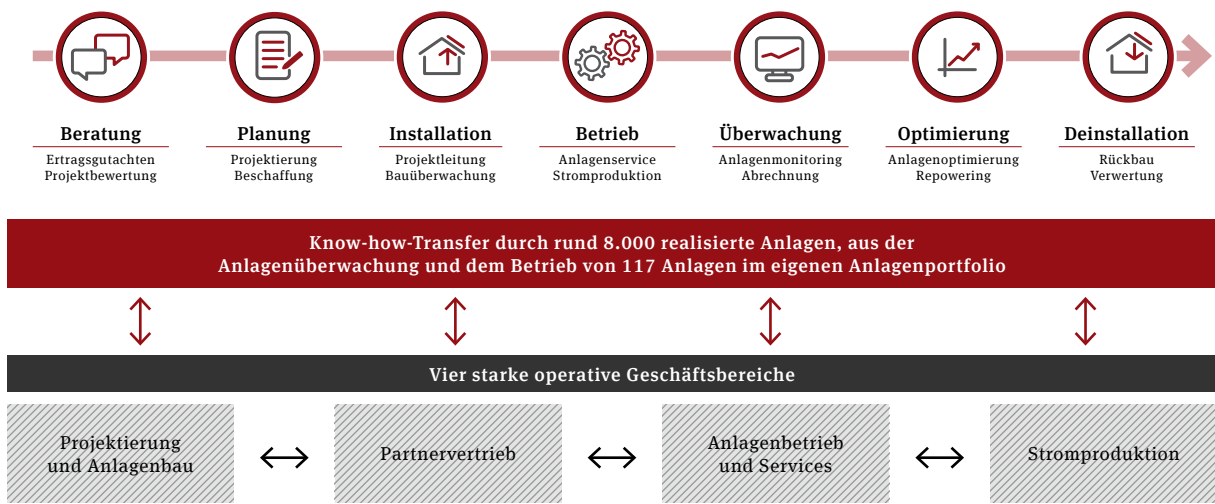 Beratung
Ertragsgutachten
Projektbewertung
Planung
Projektierung
Beschaffung
Installation
Projektleitung
Bauüberwachung
Betrieb
Anlagenservice
Stromproduktion
Überwachung
Anlagenmonitoring
Abrechnung
Optimierung
Anlagenoptimierung
Repowering
Deinstallation
Rückbau
Verwertung
Know-how-Transfer durch rund 8.000 realisierte Anlagen, aus der
Anlagenüberwachung und dem Betrieb von 117 Anlagen im eigenen Anlagenportfolio
Vier starke operative Geschäftsbereiche
Projektierung
und Anlagenbau
Partnervertrieb
Anlagenbetrieb
und Services
Stromproduktion